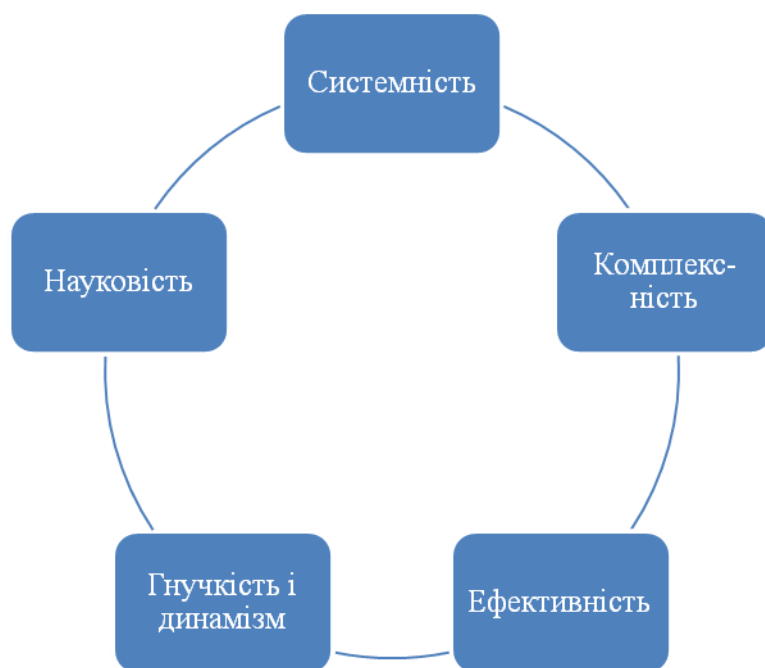 Системність
Комплекс-
ність
Ефективність
Гнучкість і
динамізм
Науковість